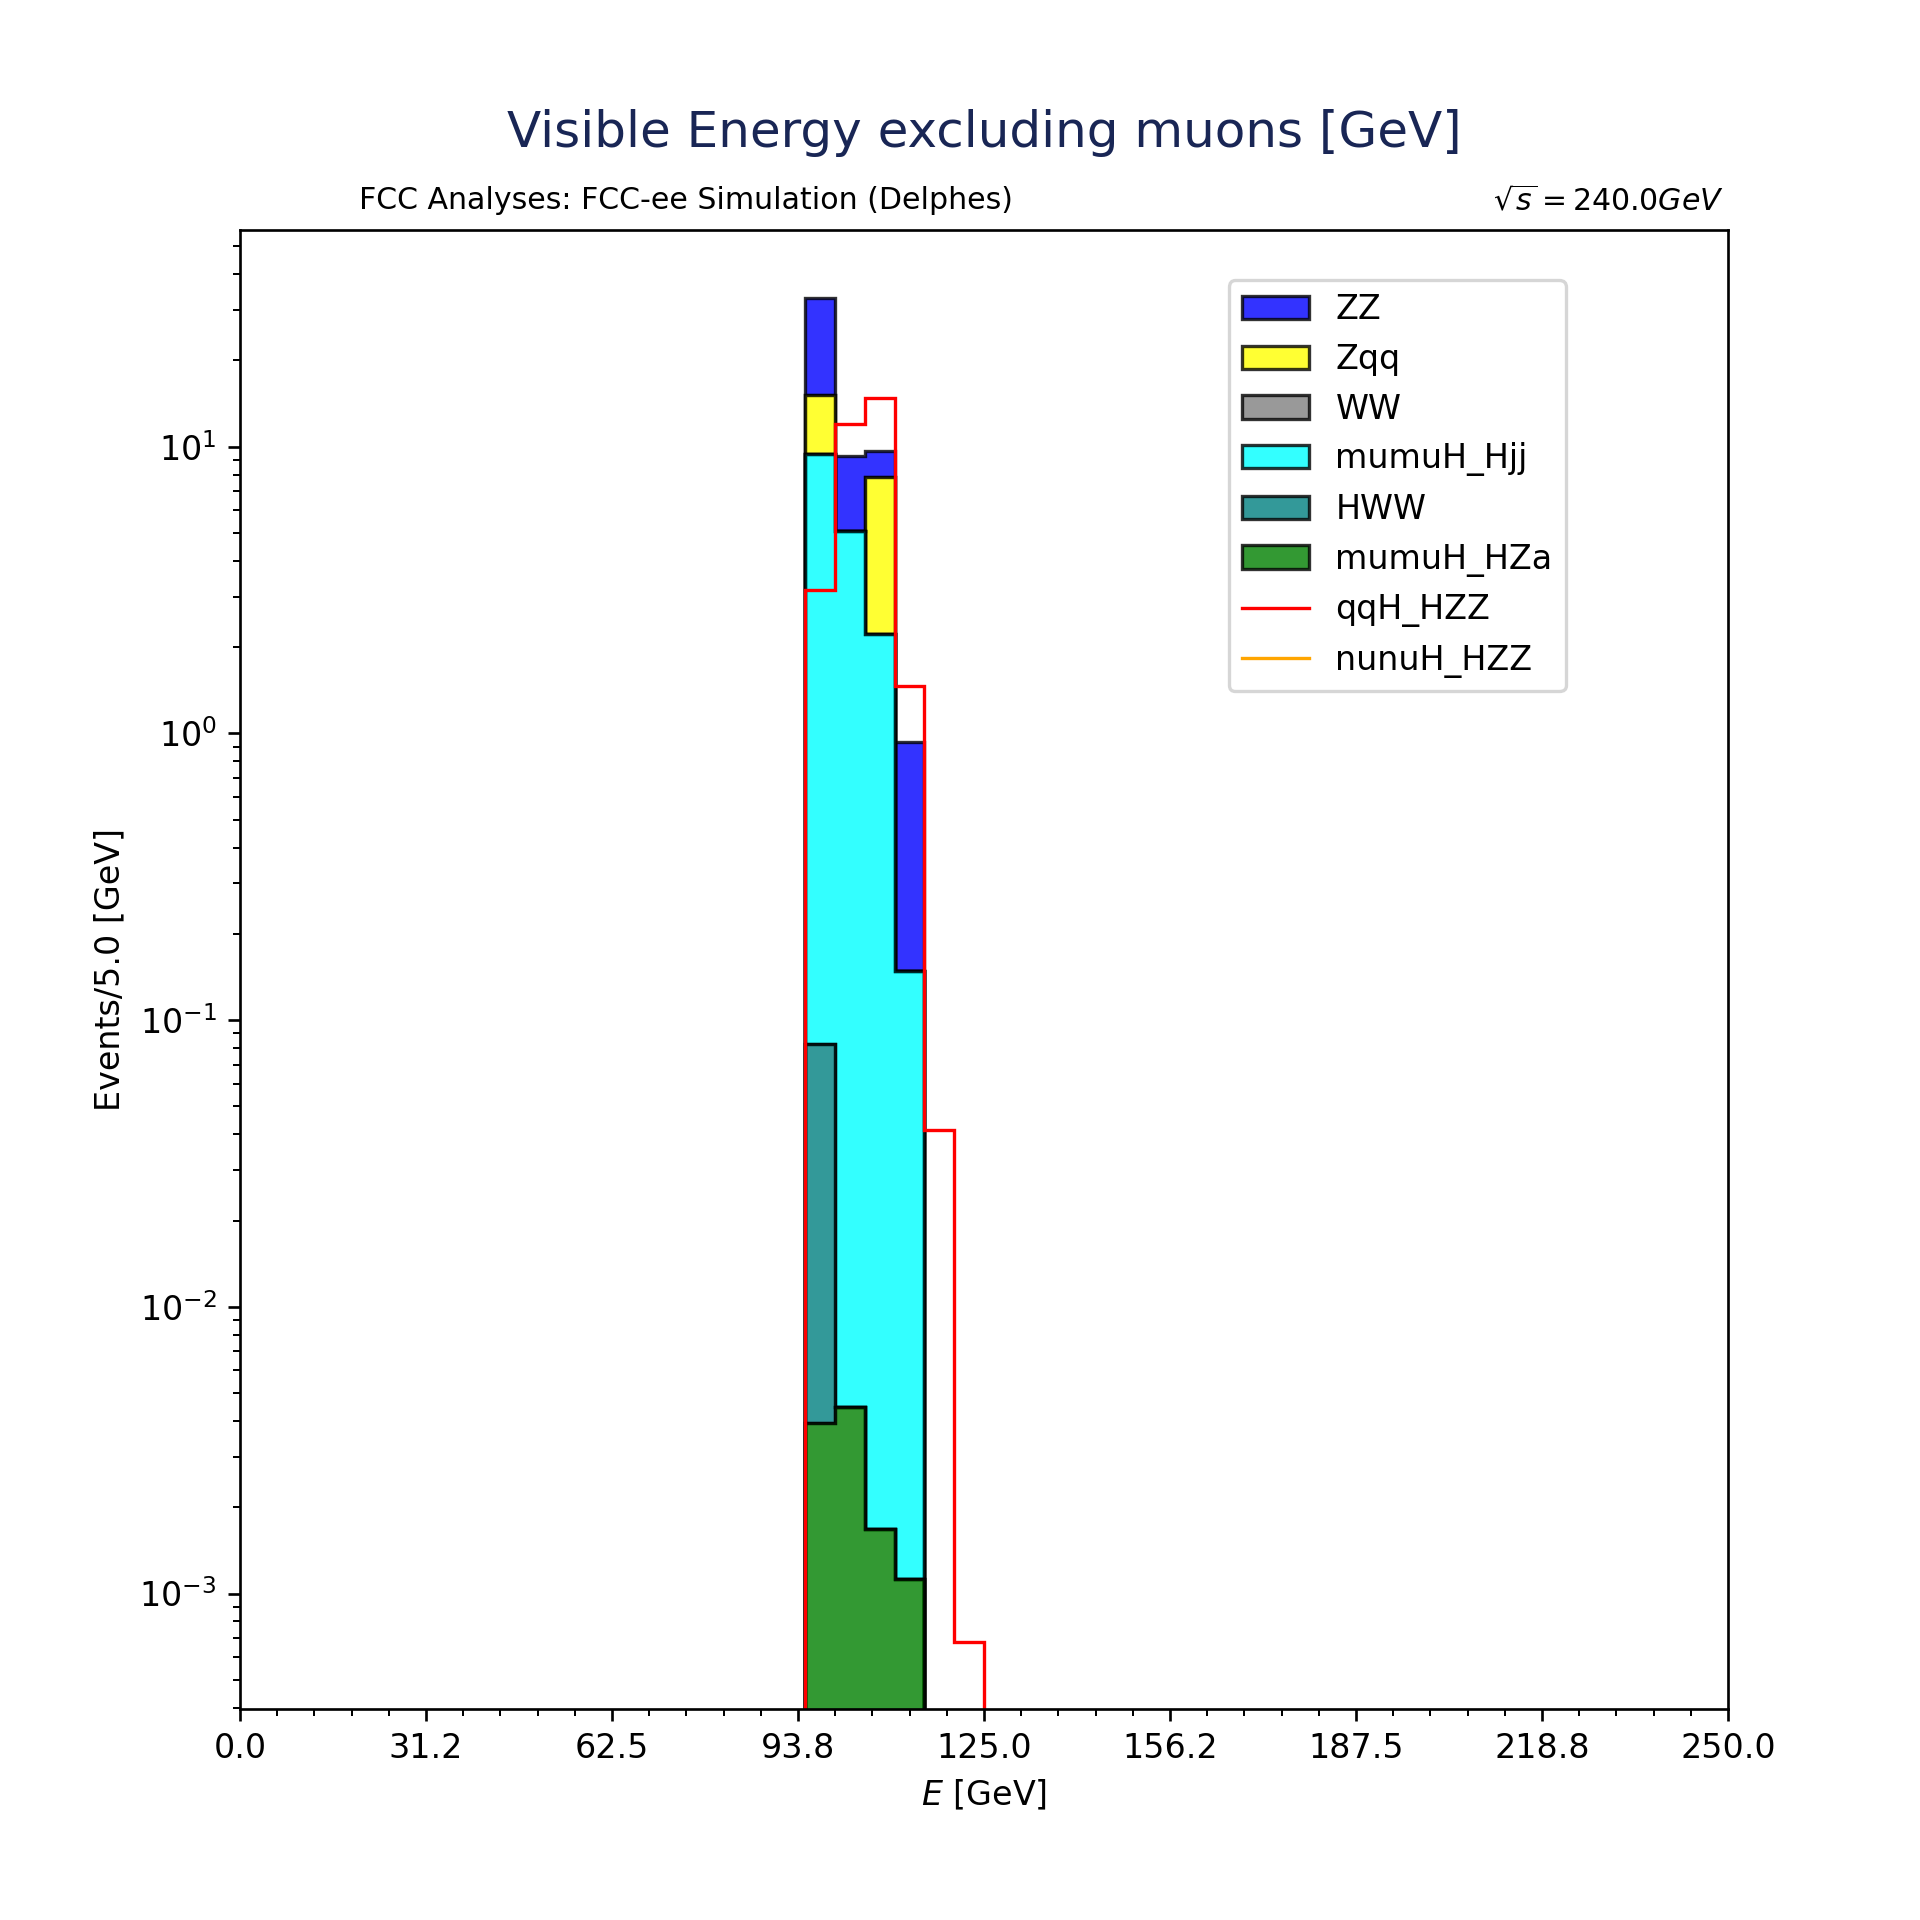 Visible Energy excluding muons [GeV]
FCC Analyses: FCC-ee Simulation (Delphes)
√s = 240.0GeV
ZZ
Zqq
WW
mumuH_Hjj
HWW
mumuH_HZa
qqH_HZZ
nunuH_HZZ
Events/5.0 [GeV]
10¹
10⁰
10⁻¹
10⁻²
10⁻³
0.0 31.2 62.5 93.8 125.0 156.2 187.5 218.8 250.0
E [GeV]